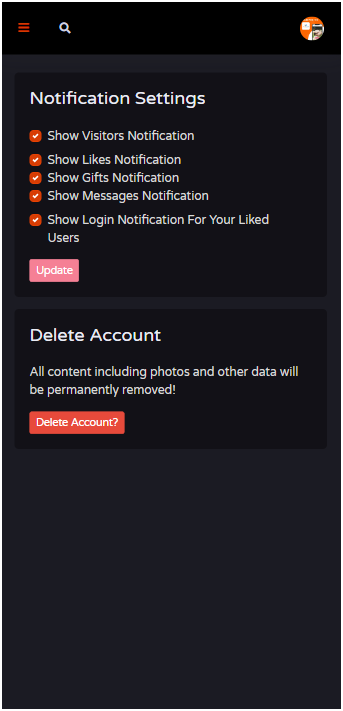 Notification Settings
Show Visitors Notification
Show Likes Notification
Show Gifts Notification
Show Messages Notification
Show Login Notification For Your Liked
Users
Update
Delete Account
All content including photos and other data will
be permanently removed!
Delete Account?